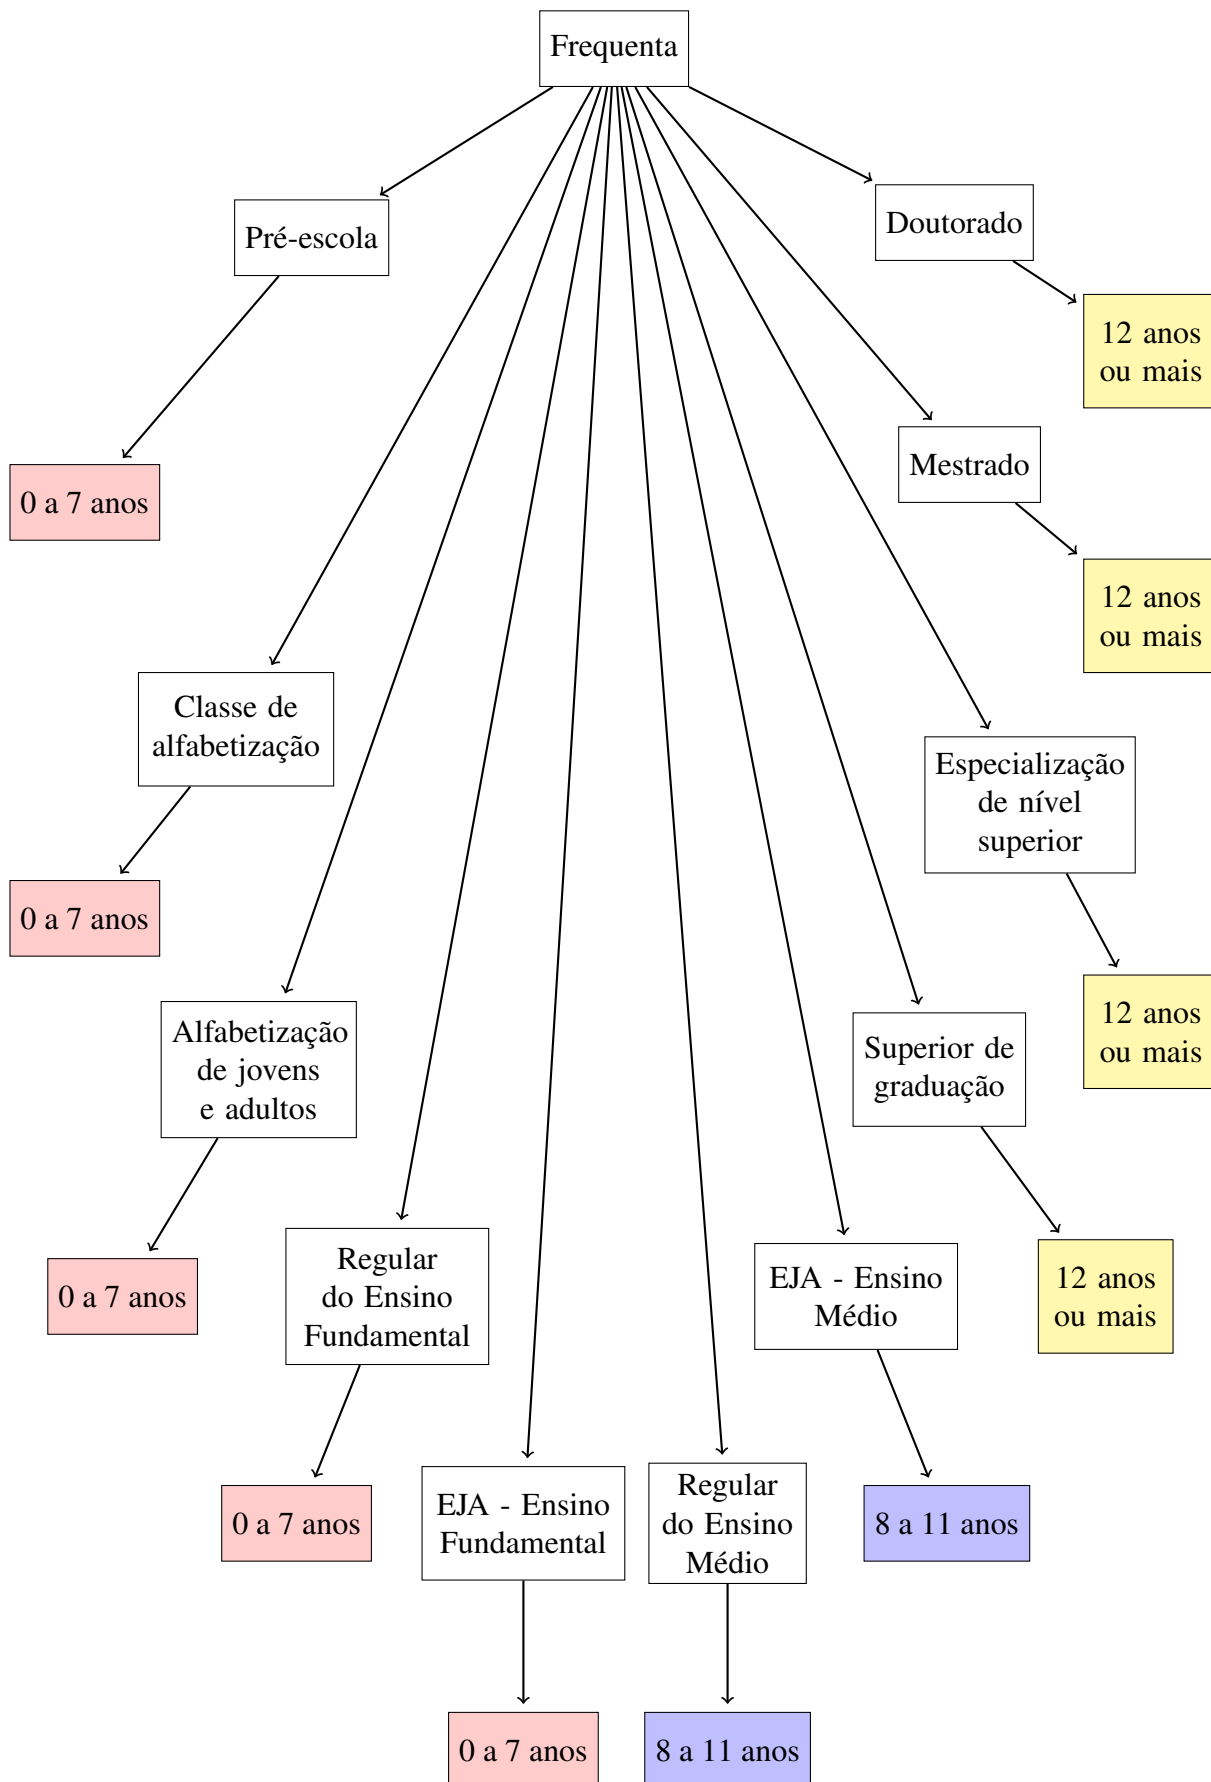 Frequenta
Pré-escola
Doutorado
12 anos
ou mais
Mestrado
0 a 7 anos
12 anos
ou mais
Classe de
alfabetização
Especialização
de nível
superior
0 a 7 anos
12 anos
ou mais
Alfabetização
de jovens
e adultos
Superior de
graduação
0 a 7 anos
Regular
do Ensino
Fundamental
EJA - Ensino
Médio
12 anos
ou mais
0 a 7 anos
EJA - Ensino
Fundamental
Regular
do Ensino
Médio
8 a 11 anos
0 a 7 anos
8 a 11 anos